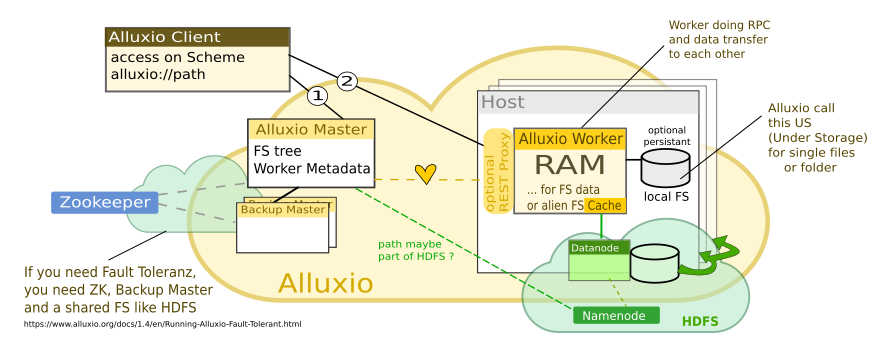 Alluxio Client
access on Scheme
alluxio://path
1
2
Worker doing RPC
and data transfer
to each other
Host
Alluxio Master
FS tree
Worker Metadata
optional
REST Proxy
Alluxio Worker
RAM
... for FS data
or alien FS
Cache
optional
persistant
local FS
Alluxio call
this US
(Under Storage)
for single files
or folder
Zookeeper
Backup Master
Backup Master
path maybe
part of HDFS ?
Datanode
Namenode
HDFS
Alluxio
If you need Fault Toleranz,
you need ZK, Backup Master
and a shared FS like HDFS
https://www.alluxio.org/docs/1.4/en/Running-Alluxio-Fault-Tolerant.html